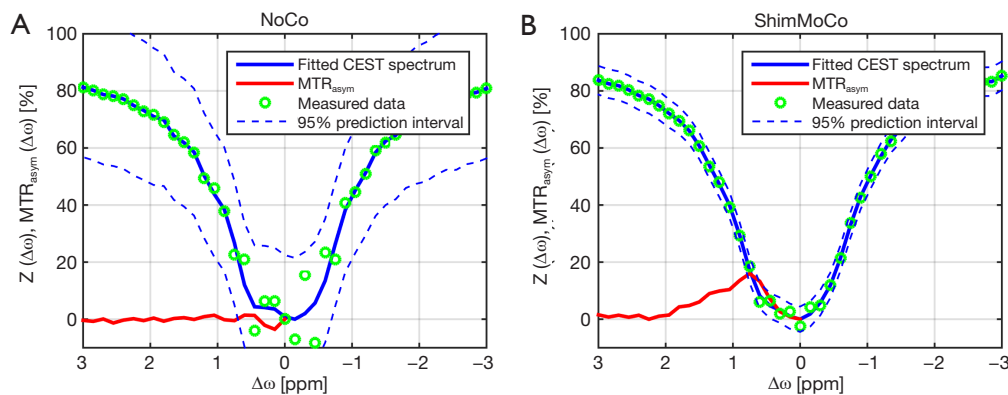 A
NoCo
Z (Δω), MTRasym (Δω) [%]
100
80
60
40
20
0
Fitted CEST spectrum
MTRasym
Measured data
95% prediction interval
3
2
1
0
−1
−2
−3
Δω [ppm]
B
ShimMoCo
Z (Δω), MTRasym (Δω) [%]
100
80
60
40
20
0
Fitted CEST spectrum
MTRasym
Measured data
95% prediction interval
3
2
1
0
−1
−2
−3
Δω [ppm]